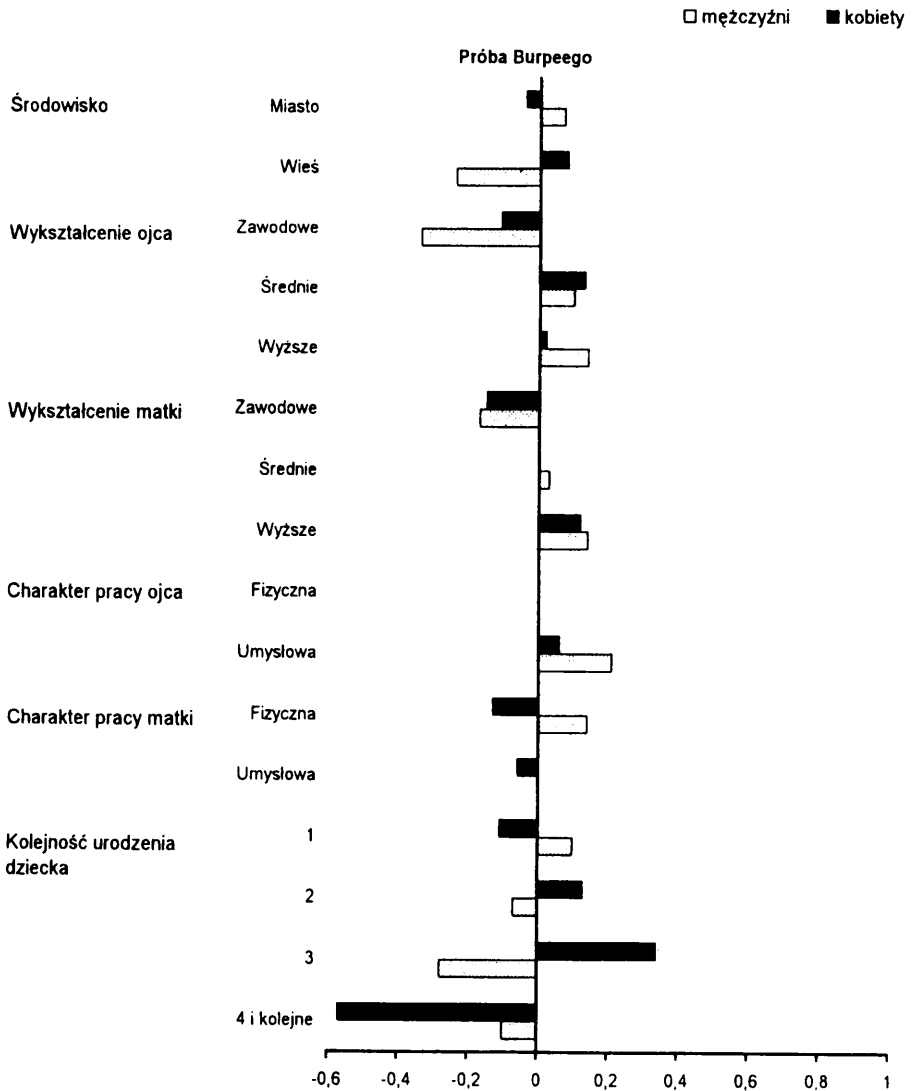 mężczyźni kobiety
Próba Burpeego
Środowisko Miasto
Wieś
Wykształcenie ojca Zawodowe
Średnie
Wyższe
Wykształcenie matki Zawodowe
Średnie
Wyższe
Charakter pracy ojca Fizyczna
Umysłowa
Charakter pracy matki Fizyczna
Umysłowa
Kolejność urodzenia dziecka 1
2
3
4 i kolejne
-0,6 -0,4 -0,2 0 0,2 0,4 0,6 0,8 1